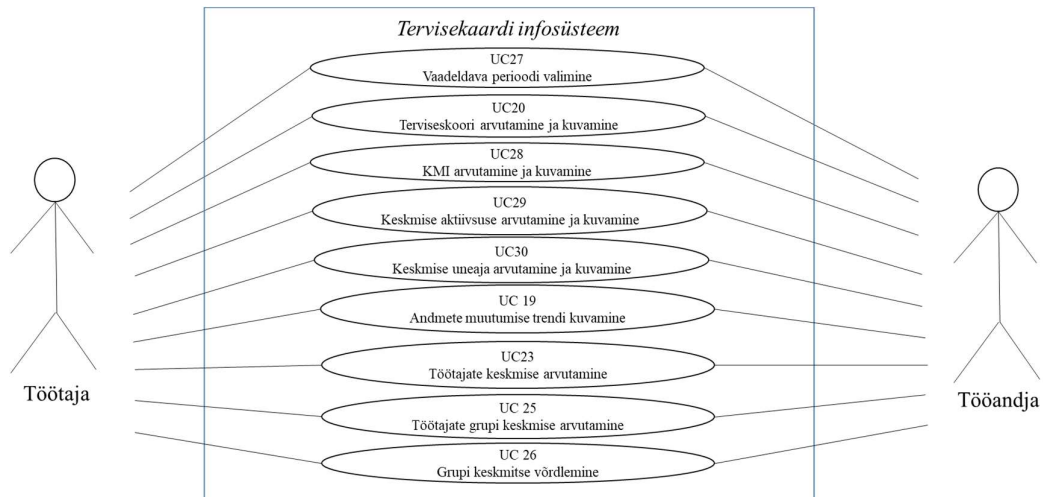 Tervisekaardi infosüsteem
UC27
Vaadeldava perioodi valimine
UC20
Terviseskoori arvutamine ja kuvamine
UC28
KMI arvutamine ja kuvamine
UC29
Keskmise aktiivsuse arvutamine ja kuvamine
UC30
Keskmise uneaja arvutamine ja kuvamine
UC 19
Andmete muutumise trendi kuvamine
UC23
Töötajate keskmise arvutamine
UC 25
Töötajate grupi keskmise arvutamine
UC 26
Grupi keskmitse võrdlemine
Töötaja
Tööandja